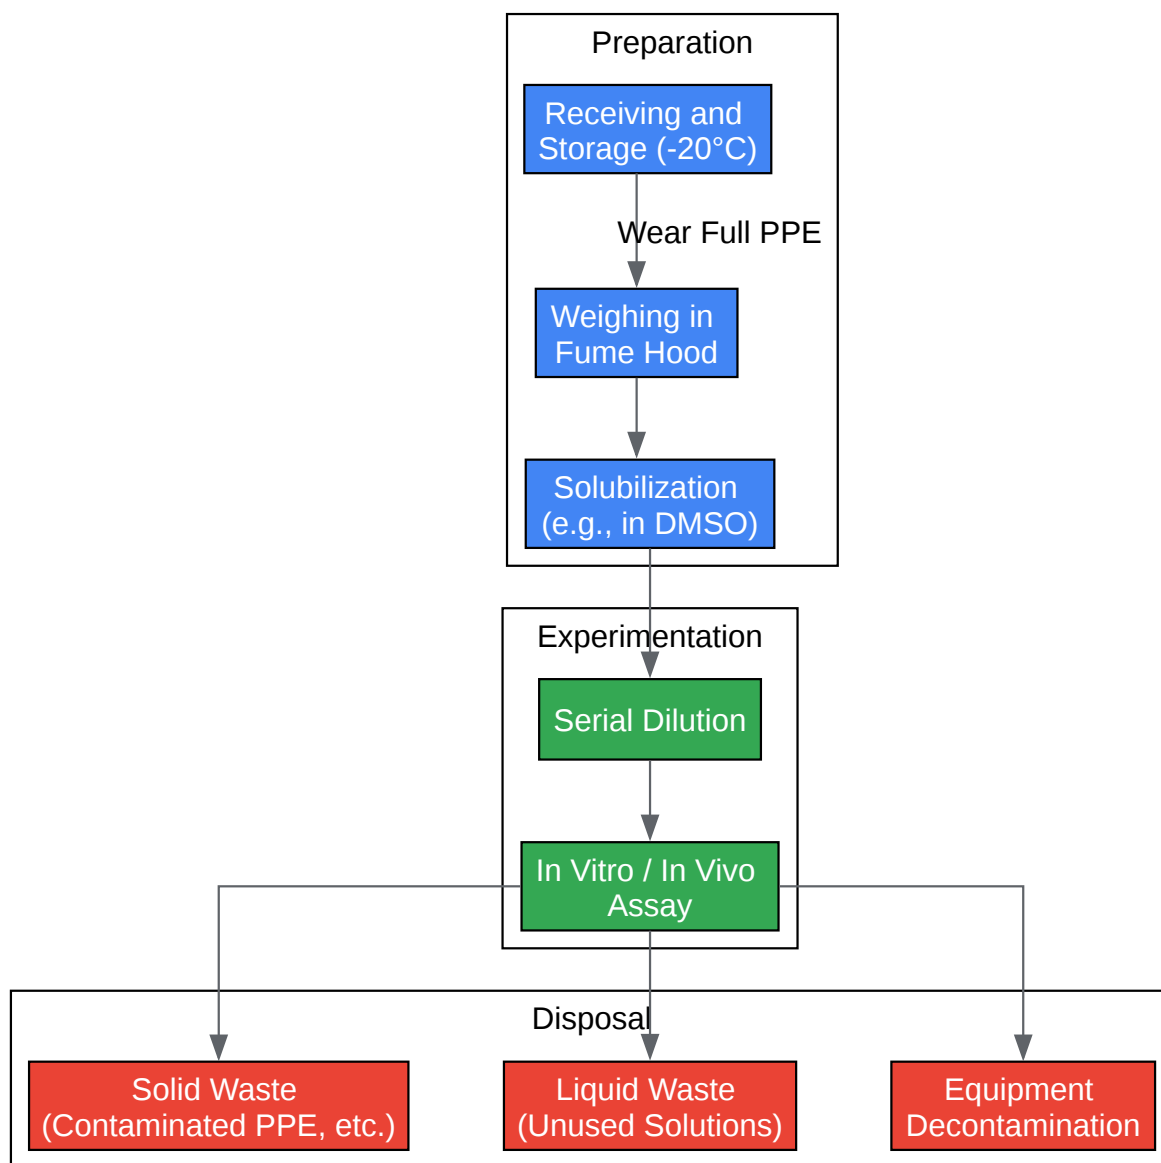 Preparation
Receiving and
Storage (-20°C)
Wear Full PPE
Weighing in
Fume Hood
Solubilization
(e.g., in DMSO)
Experimentation
Serial Dilution
In Vitro / In Vivo
Assay
Disposal
Solid Waste
(Contaminated PPE, etc.)
Liquid Waste
(Unused Solutions)
Equipment
Decontamination